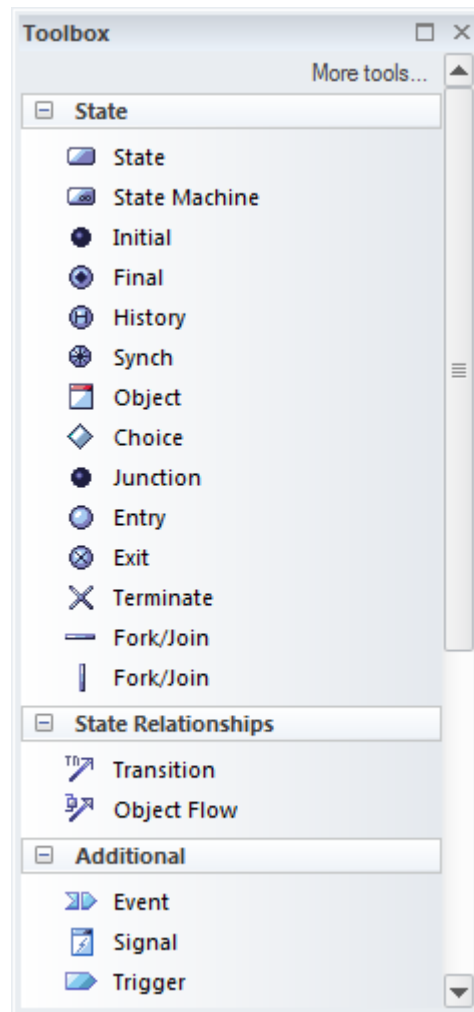 Toolbox
More tools...
State
State
State Machine
Initial
Final
History
Synch
Object
Choice
Junction
Entry
Exit
Terminate
Fork/Join
Fork/Join
State Relationships
Transition
Object Flow
Additional
Event
Signal
Trigger